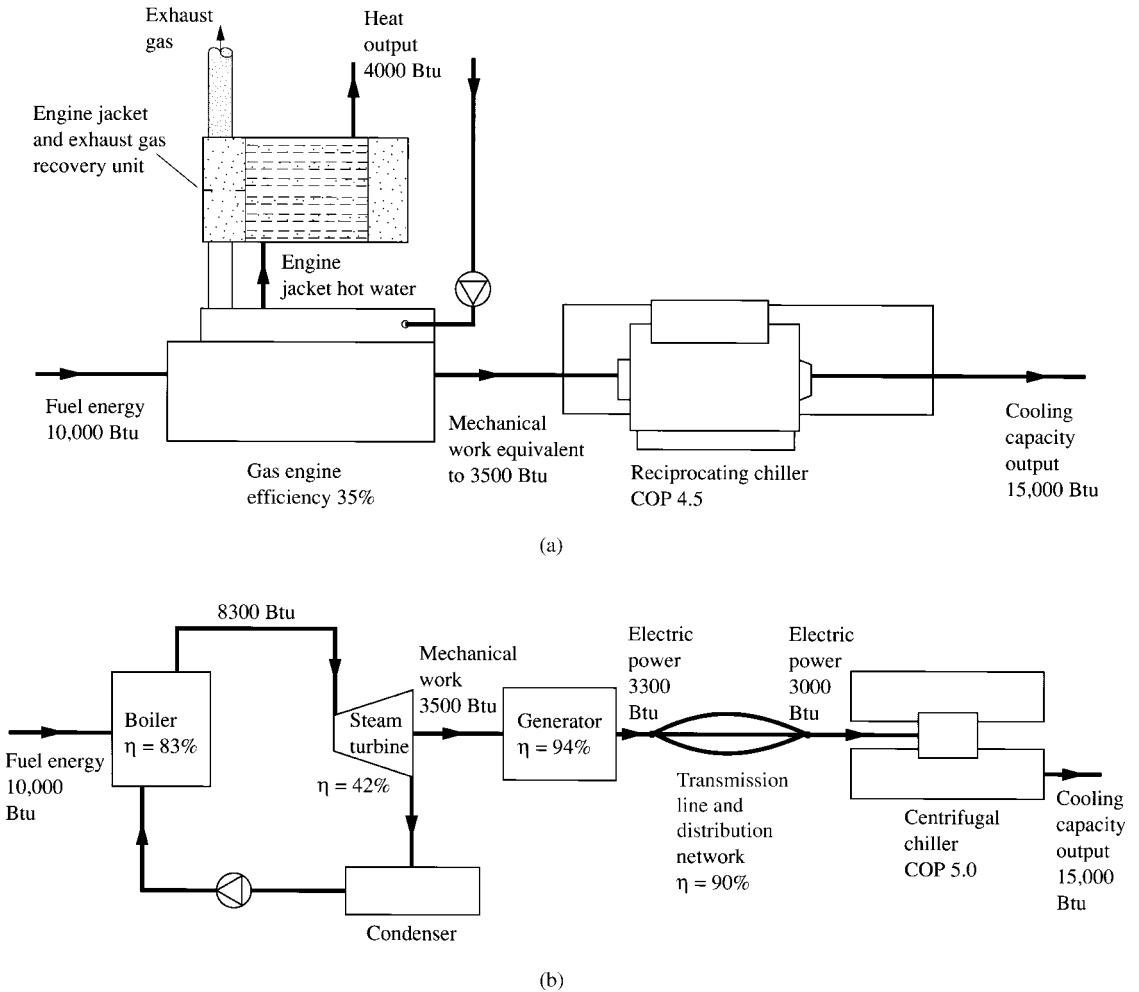 Exhaust
gas
Heat
output
4000 Btu
Engine jacket
and exhaust gas
recovery unit
Engine
jacket hot water
Fuel energy
10,000 Btu
Gas engine
efficiency 35%
Mechanical
work equivalent
to 3500 Btu
Reciprocating chiller
COP 4.5
Cooling
capacity
output
15,000 Btu
(a)
8300 Btu
Boiler
η = 83%
Fuel energy
10,000
Btu
Steam
turbine
η = 42%
Mechanical
work
3500 Btu
Generator
η = 94%
Electric
power
3300
Btu
Electric
power
3000
Btu
Transmission
line and
distribution
network
η = 90%
Centrifugal
chiller
COP 5.0
Cooling
capacity
output
15,000
Btu
Condenser
(b)